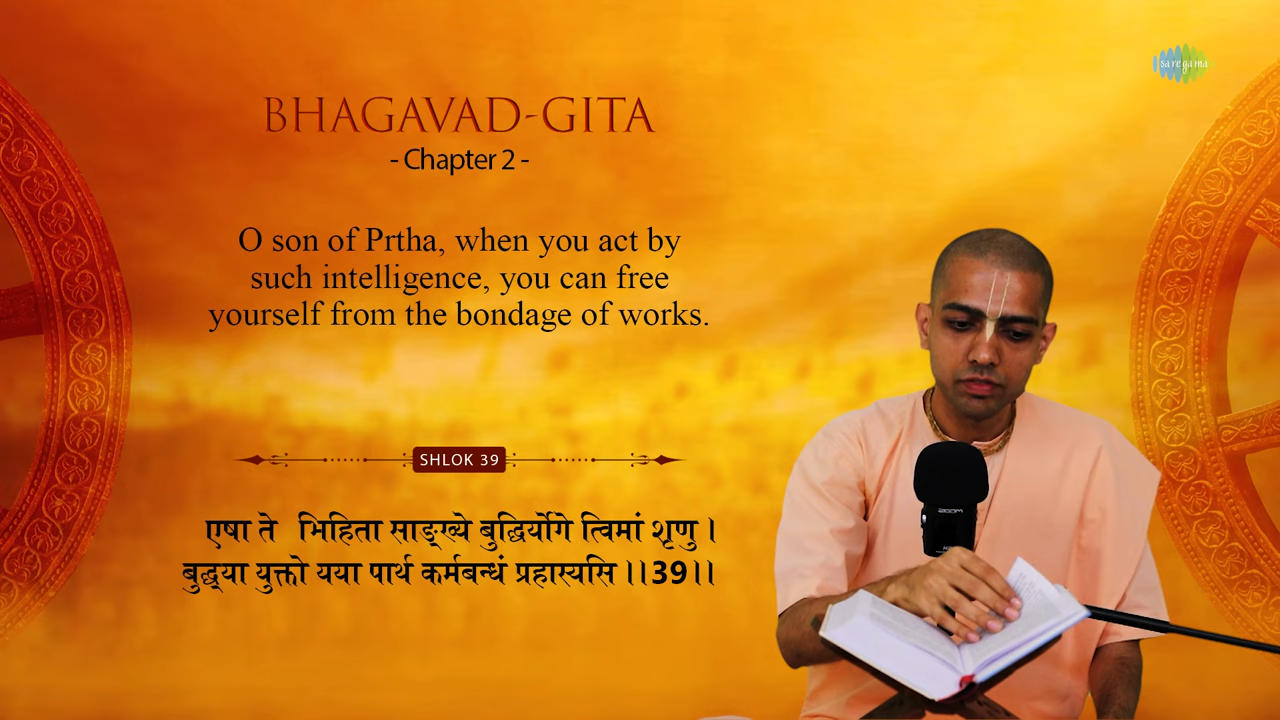 saregama
BHAGAVAD-GITA
- Chapter 2 -
O son of Prtha, when you act by
such intelligence, you can free
yourself from the bondage of works.
SHLOK 39
एषा ते भिहिता साङ्ख्ये बुद्धिर्योगे त्विमां शृणु ।
बुद्ध्या युक्तो यया पार्थ कर्मबन्धं प्रहास्यसि ।।39।।
zoom